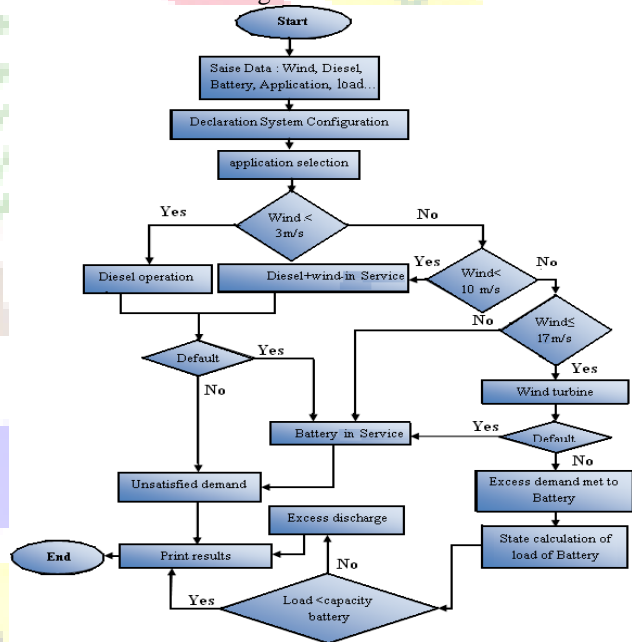 Start
Saise Data : Wind, Diesel,
Battery, Application, load...
Declaration System Configuration
application selection
Wind <
3m/s
Yes
No
Diesel operation
Diesel+wind-in Service
Yes
Wind<
10 m/s
No
No
Wind≤
17m/s
Yes
Default
Yes
No
Wind turbine
Battery in Service
Yes
Default
No
Unsatisfied demand
Excess demand met to
Battery
Excess discharge
State calculation of
load of Battery
End
Print results
No
Yes
Load <capacity
battery